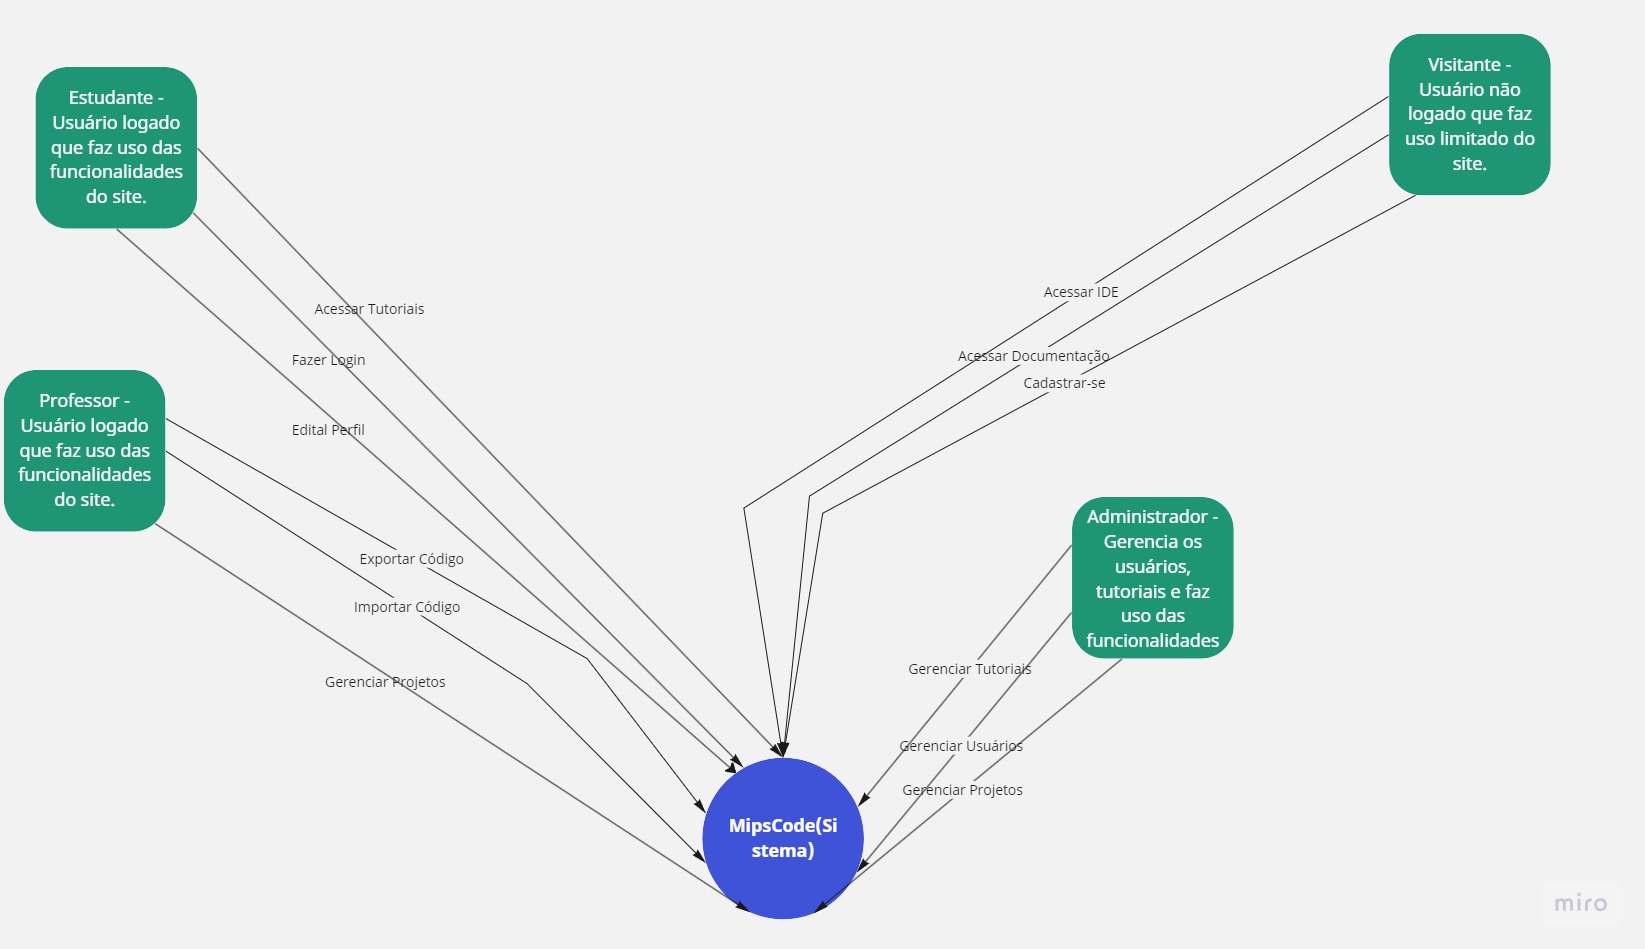 Estudante -
Usuário logado
que faz uso das
funcionalidades
do site.
Visitante -
Usuário não
logado que faz
uso limitado do
site.
Acessar Tutoriais
Fazer Login
Edital Perfil
Acessar IDE
Acessar Documentação
Cadastrar-se
Professor -
Usuário logado
que faz uso das
funcionalidades
do site.
Exportar Código
Importar Código
Gerenciar Projetos
Administrador -
Gerencia os
usuários,
tutoriais e faz
uso das
funcionalidades
Gerenciar Tutoriais
Gerenciar Usuários
Gerenciar Projetos
MipsCode(Si
stema)
miro